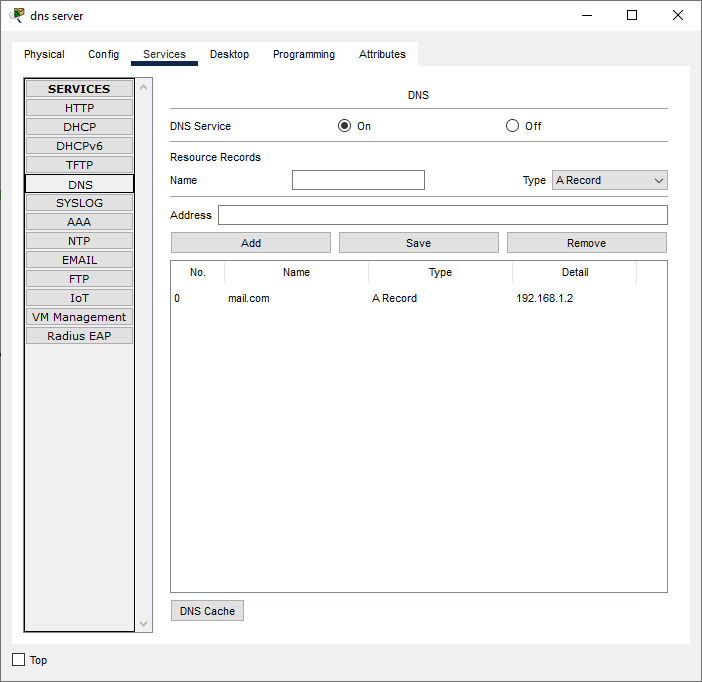 dns server
Physical Config Services Desktop Programming Attributes
SERVICES
HTTP
DHCP
DHCPv6
TFTP
DNS
SYSLOG
AAA
NTP
EMAIL
FTP
IoT
VM Management
Radius EAP
DNS
DNS Service On Off
Resource Records
Name Type A Record
Address
Add Save Remove
No. Name Type Detail
0 mail.com A Record 192.168.1.2
DNS Cache
Top